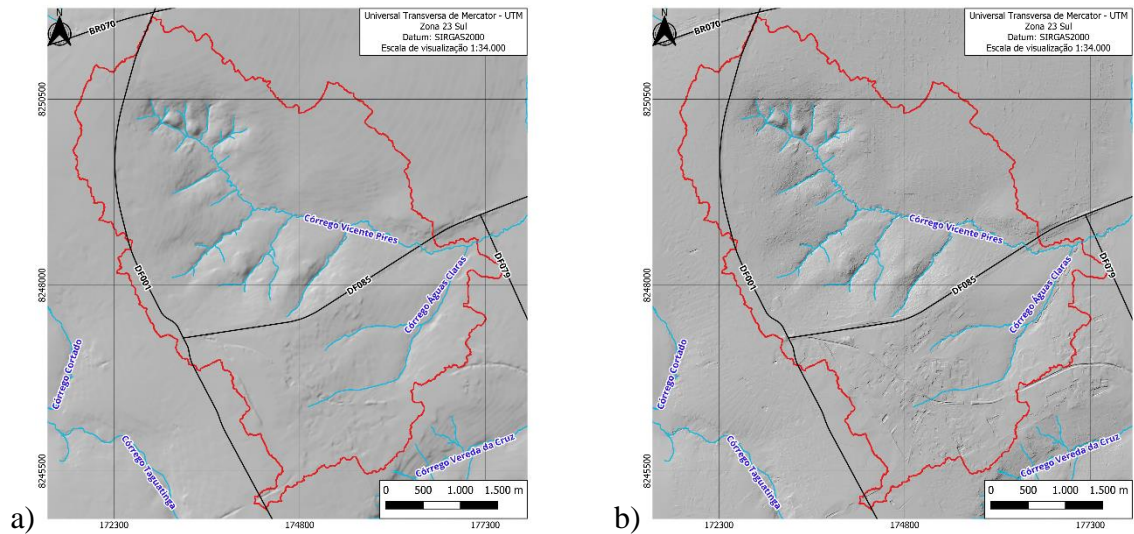 Universal Transversa de Mercator - UTM
Zona 23 Sul
Datum: SIRGAS2000
Escala de visualização 1:34.000
BR070
8250500
Córrego Vicente Pires
DF001
DF085
DF079
8248000
Córrego Águas Claras
Córrego Cortado
Córrego Taguatinga
Córrego Vereda da Cruz
8245500
0 500 1.000 1.500 m
172300 174800 177300
a)
Universal Transversa de Mercator - UTM
Zona 23 Sul
Datum: SIRGAS2000
Escala de visualização 1:34.000
BR070
8250500
Córrego Vicente Pires
DF001
DF085
DF079
8248000
Córrego Águas Claras
Córrego Cortado
Córrego Taguatinga
Córrego Vereda da Cruz
8245500
0 500 1.000 1.500 m
172300 174800 177300
b)